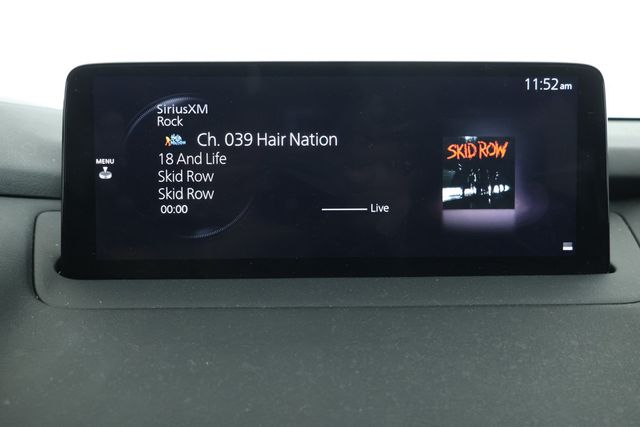 11:52am
SiriusXM
Rock
Ch. 039 Hair Nation
MENU
18 And Life
Skid Row
Skid Row
00:00
Live
SKID ROW